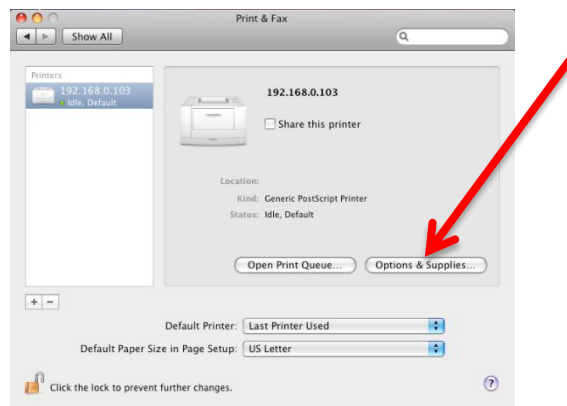 Print & Fax
Show All
Printers
192.168.0.103
Idle, Default
192.168.0.103
Share this printer
Location:
Kind: Generic PostScript Printer
Status: Idle, Default
Open Print Queue... Options & Supplies...
+ −
Default Printer: Last Printer Used
Default Paper Size in Page Setup: US Letter
Click the lock to prevent further changes.
?